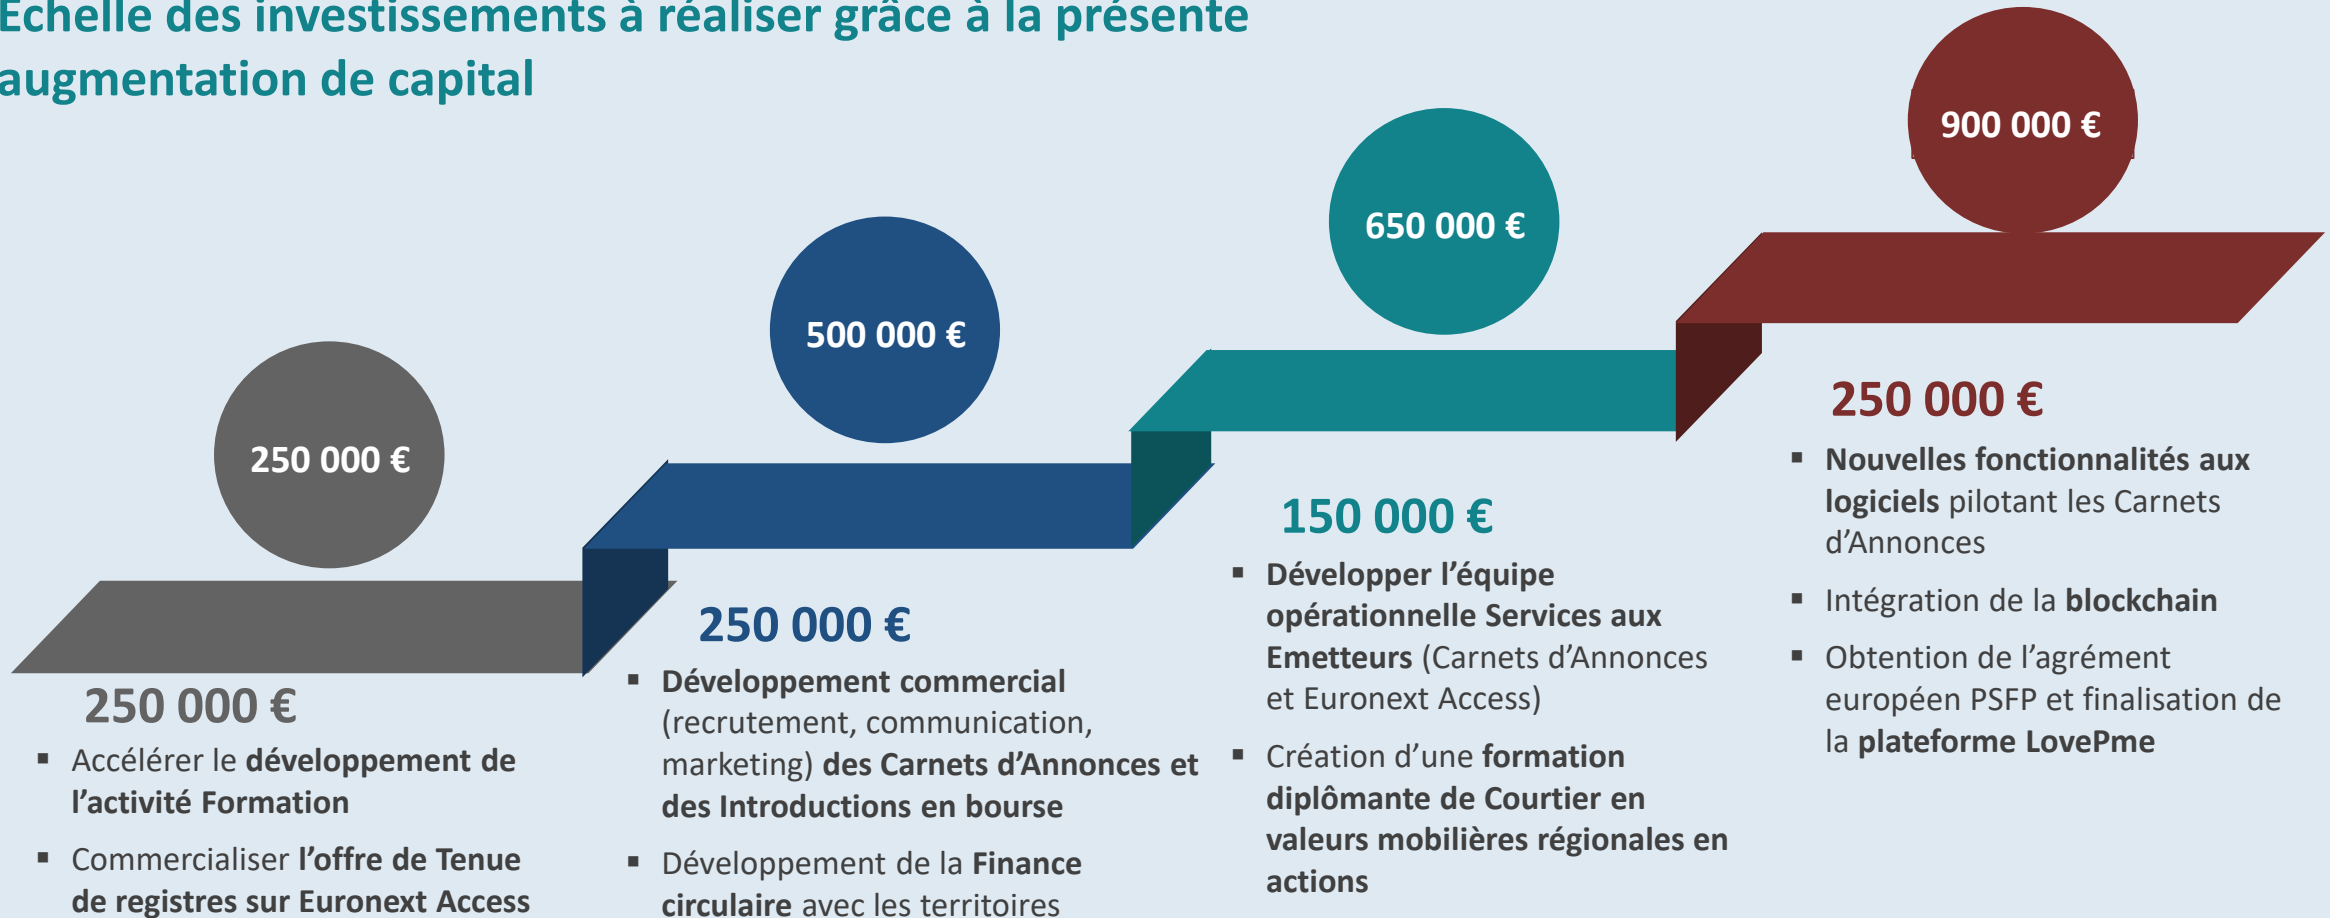 Echelle des investissements à réaliser grâce à la présente
augmentation de capital
250 000 €
250 000 €
▪ Accélérer le développement de
l’activité Formation
▪ Commercialiser l’offre de Tenue
de registres sur Euronext Access
500 000 €
250 000 €
▪ Développement commercial
(recrutement, communication,
marketing) des Carnets d’Annonces et
des Introductions en bourse
▪ Développement de la Finance
circulaire avec les territoires
650 000 €
150 000 €
▪ Développer l’équipe
opérationnelle Services aux
Emetteurs (Carnets d’Annonces
et Euronext Access)
▪ Création d’une formation
diplômante de Courtier en
valeurs mobilières régionales en
actions
900 000 €
250 000 €
▪ Nouvelles fonctionnalités aux
logiciels pilotant les Carnets
d’Annonces
▪ Intégration de la blockchain
▪ Obtention de l’agrément
européen PSFP et finalisation de
la plateforme LovePme